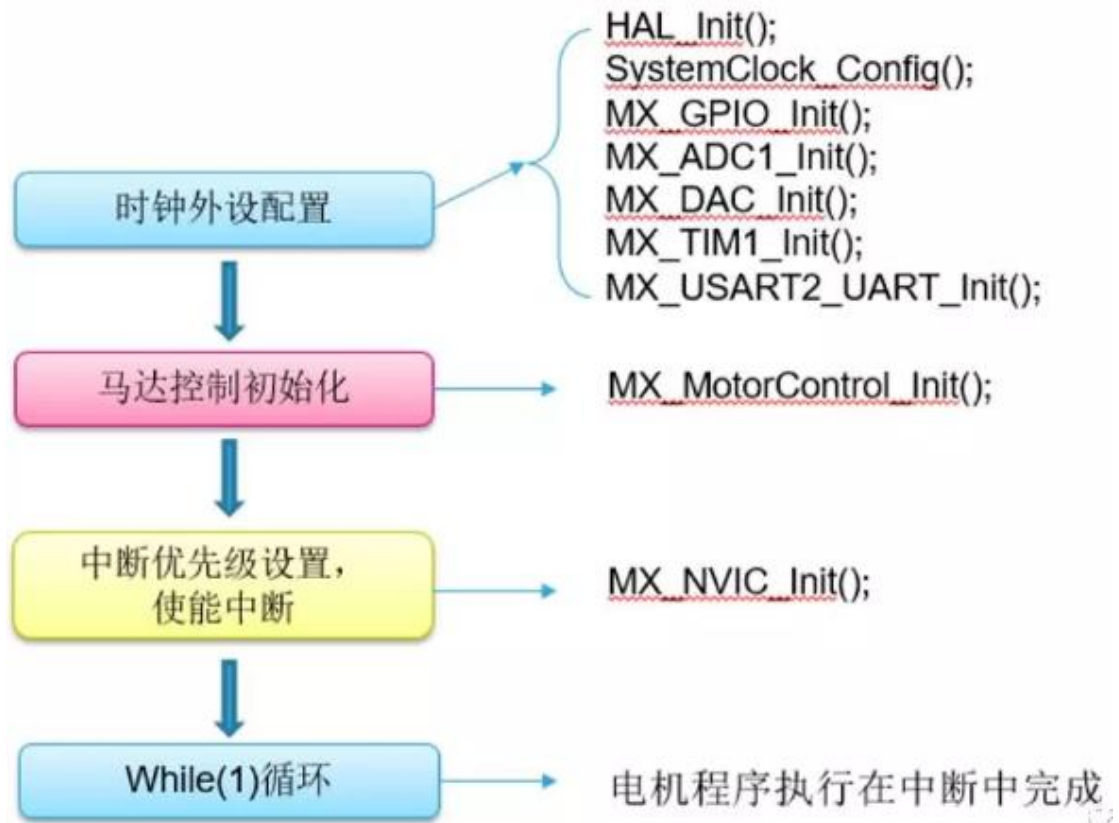 HAL_Init();
SystemClock_Config();
MX_GPIO_Init();
MX_ADC1_Init();
MX_DAC_Init();
MX_TIM1_Init();
MX_USART2_UART_Init();
时钟外设配置
马达控制初始化
MX_MotorControl_Init();
中断优先级设置，
使能中断
MX_NVIC_Init();
While(1)循环
电机程序执行在中断中完成